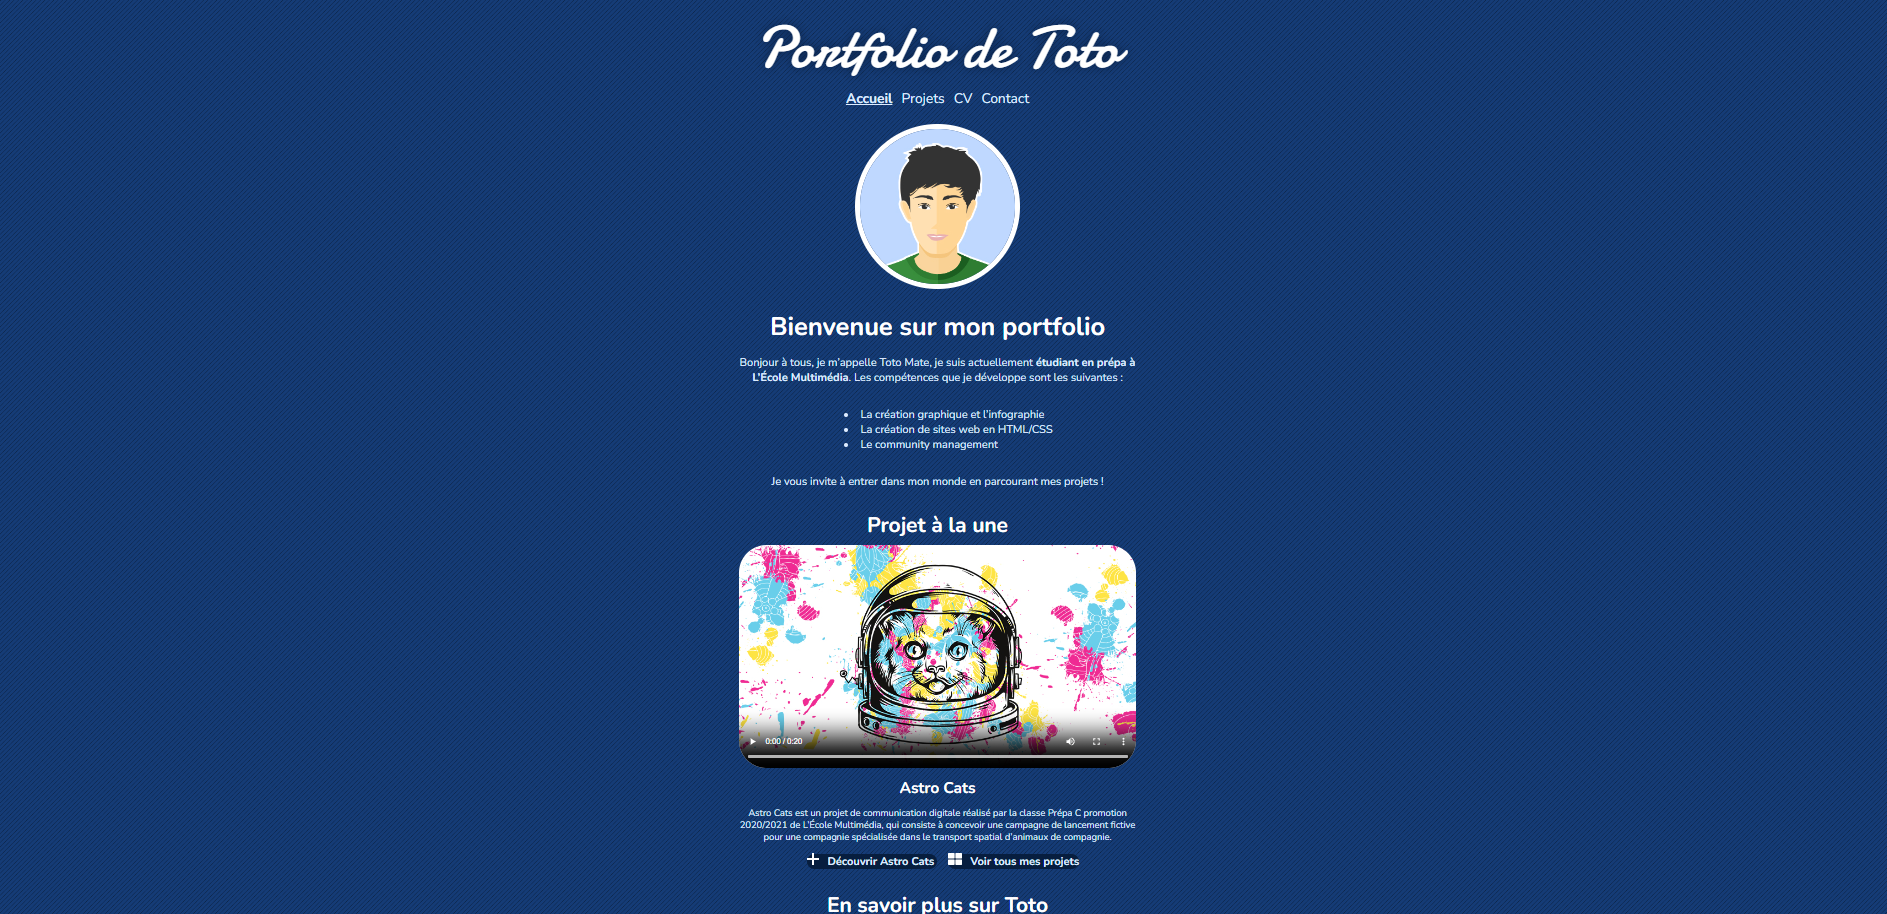 Portfolio de Toto
Accueil Projets CV Contact
Bienvenue sur mon portfolio
Bonjour à tous, je m'appelle Toto Mate, je suis actuellement étudiant en prépa à
L'École Multimédia. Les compétences que je développe sont les suivantes :
• La création graphique et l'infographie
• La création de sites web en HTML/CSS
• Le community management
Je vous invite à entrer dans mon monde en parcourant mes projets !
Projet à la une
0:00 / 0:20
Astro Cats
Astro Cats est un projet de communication digitale réalisé par la classe Prépa C promotion
2020/2021 de L'École Multimédia, qui consiste à concevoir une campagne de lancement fictive
pour une compagnie spécialisée dans le transport spatial d'animaux de compagnie.
Découvrir Astro Cats Voir tous mes projets
En savoir plus sur Toto